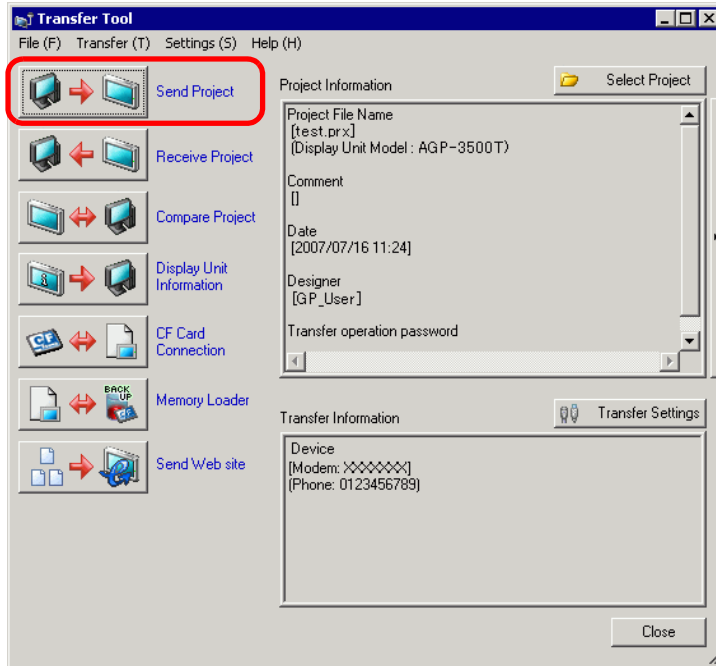 Transfer Tool
File (F) Transfer (T) Settings (S) Help (H)
Send Project
Receive Project
Compare Project
Display Unit
Information
CF Card
Connection
Memory Loader
Send Web site
Project Information
Select Project
Project File Name
[test.prx]
(Display Unit Model : AGP-3500T)
Comment
[]
Date
[2007/07/16 11:24]
Designer
[GP_User]
Transfer operation password
Transfer Information
Transfer Settings
Device
[Modem: XXXXXXX]
(Phone: 0123456789)
Close
CF
BACK
UP